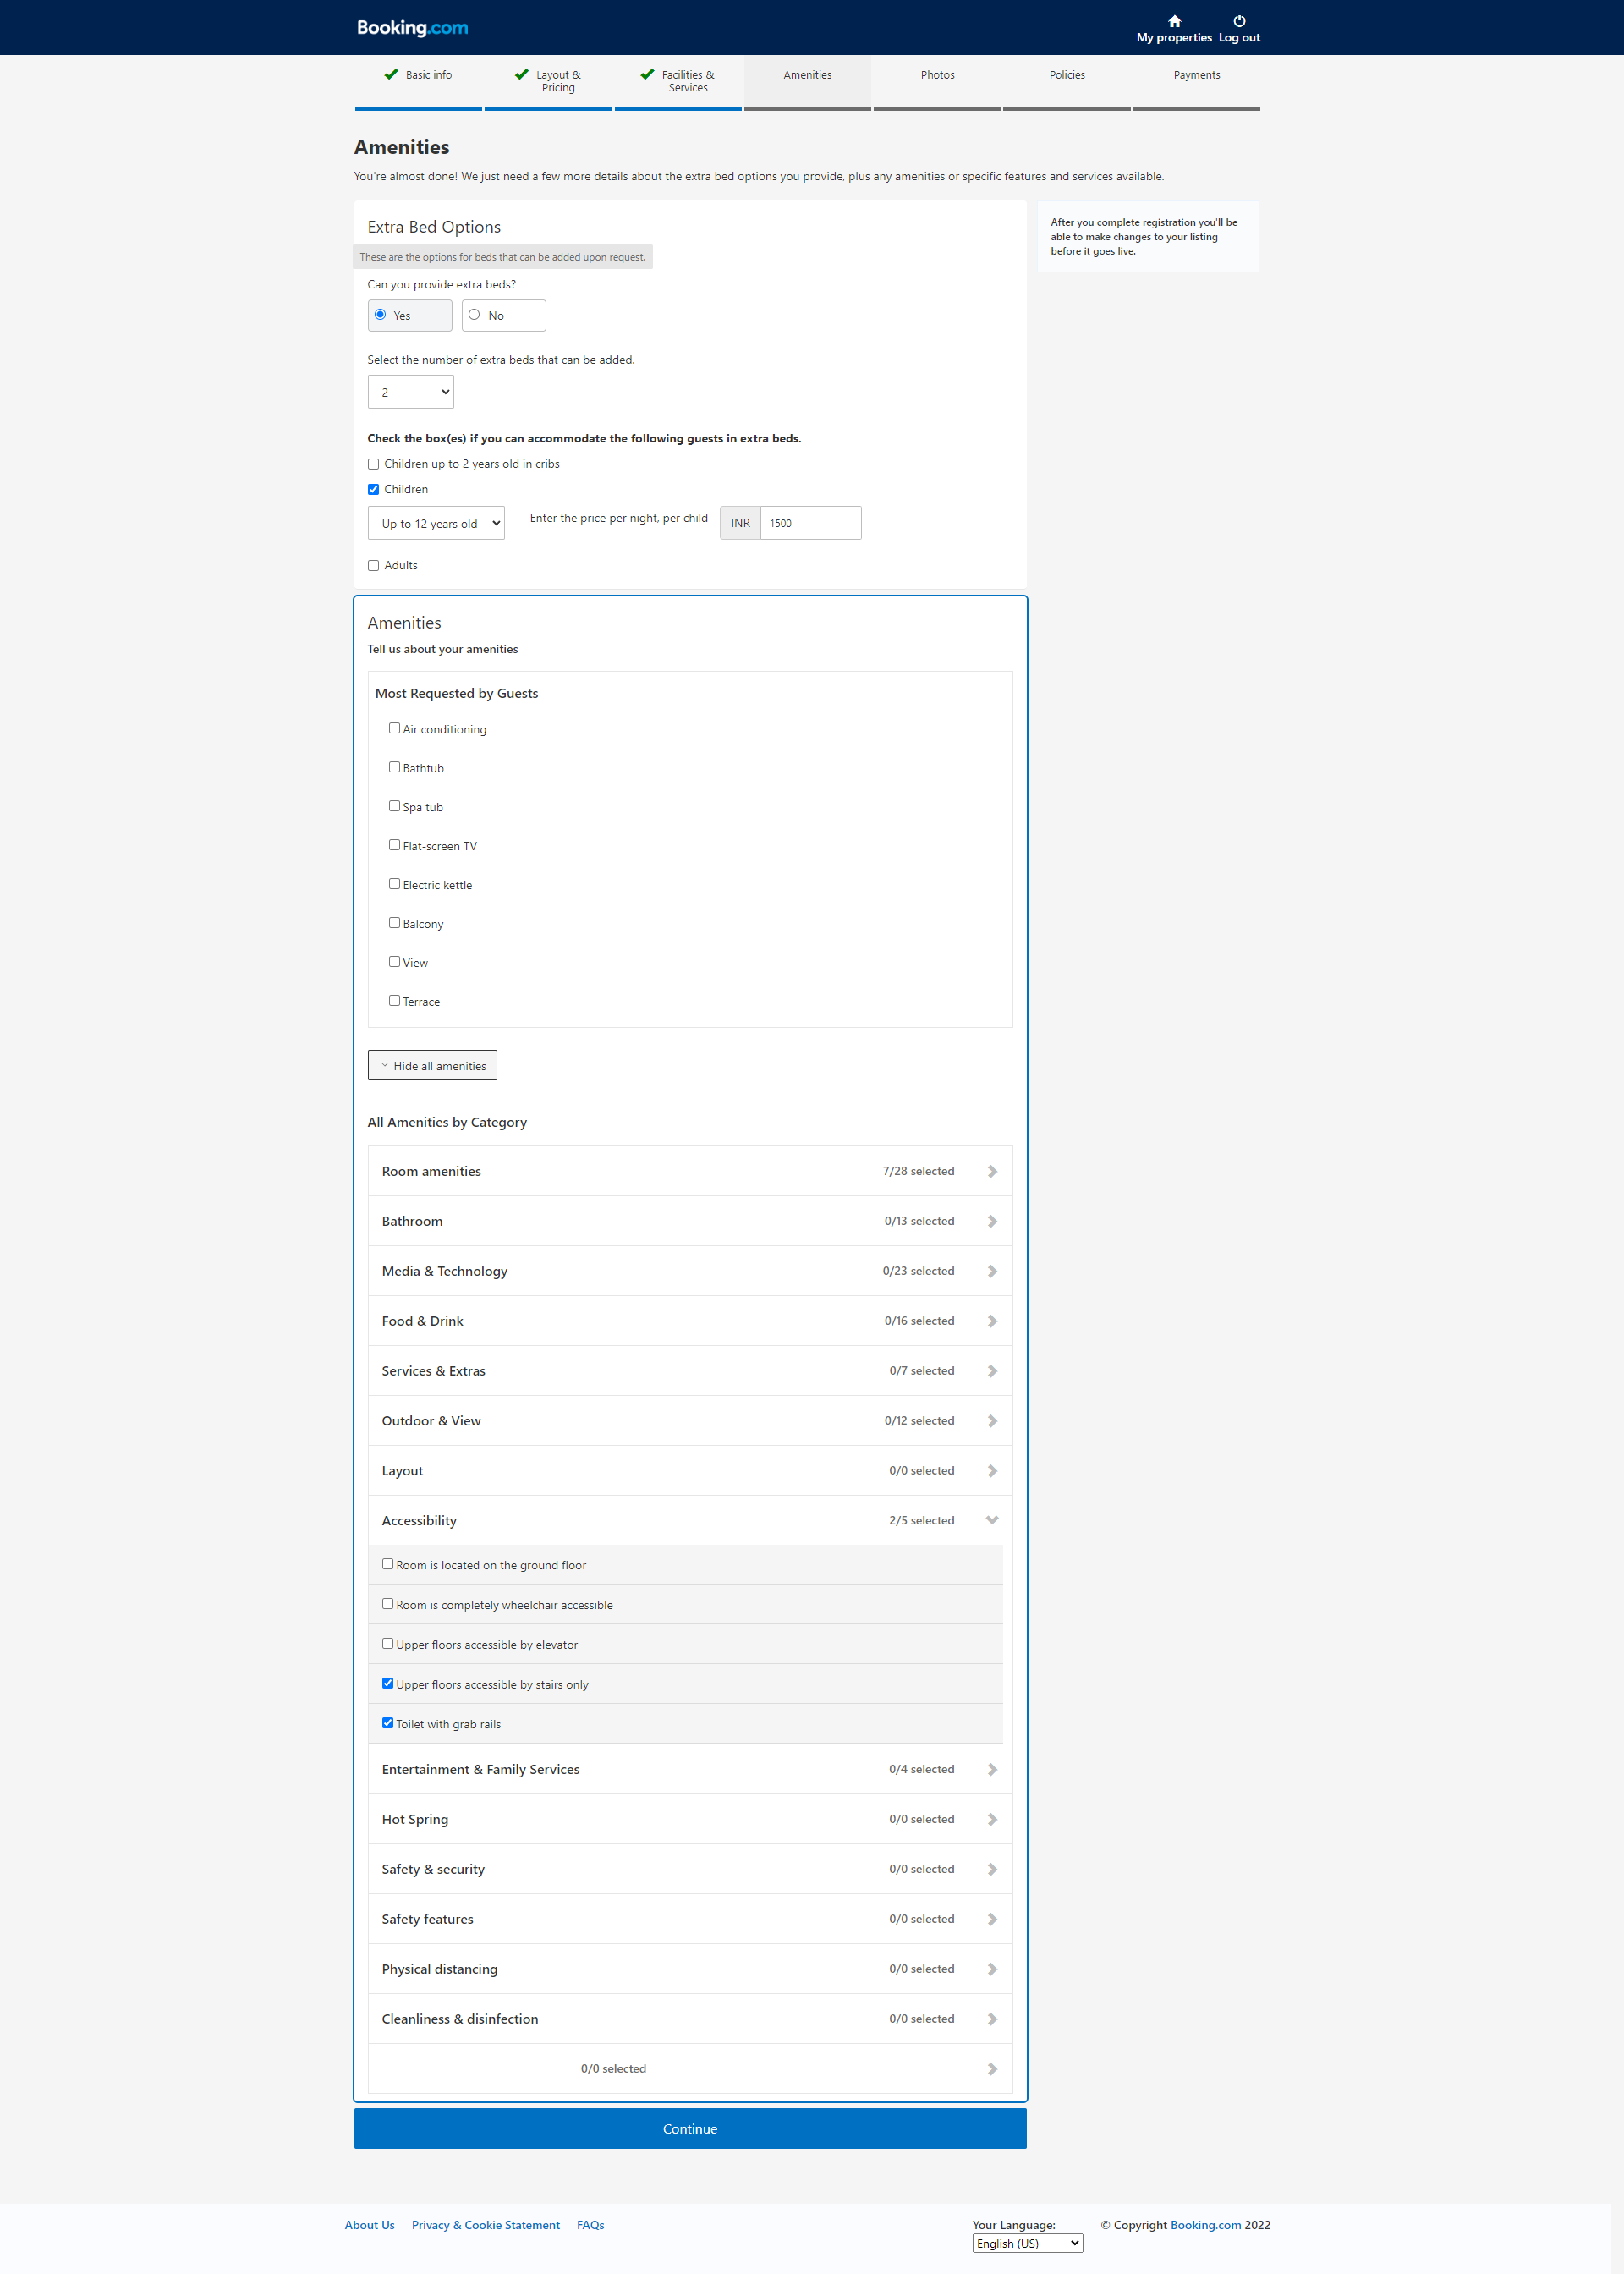 Booking.com
My properties
Log out
Basic info
Layout &
Pricing
Facilities &
Services
Amenities
Photos
Policies
Payments
Amenities
You're almost done! We just need a few more details about the extra bed options you provide, plus any amenities or specific features and services available.
Extra Bed Options
These are the options for beds that can be added upon request.
Can you provide extra beds?
Yes
No
Select the number of extra beds that can be added.
2
Check the box(es) if you can accommodate the following guests in extra beds.
Children up to 2 years old in cribs
Children
Up to 12 years old
Enter the price per night, per child
INR
1500
Adults
After you complete registration you'll be
able to make changes to your listing
before it goes live.
Amenities
Tell us about your amenities
Most Requested by Guests
Air conditioning
Bathtub
Spa tub
Flat-screen TV
Electric kettle
Balcony
View
Terrace
Hide all amenities
All Amenities by Category
Room amenities 7/28 selected
Bathroom 0/13 selected
Media & Technology 0/23 selected
Food & Drink 0/16 selected
Services & Extras 0/7 selected
Outdoor & View 0/12 selected
Layout 0/0 selected
Accessibility 2/5 selected
Room is located on the ground floor
Room is completely wheelchair accessible
Upper floors accessible by elevator
Upper floors accessible by stairs only
Toilet with grab rails
Entertainment & Family Services 0/4 selected
Hot Spring 0/0 selected
Safety & security 0/0 selected
Safety features 0/0 selected
Physical distancing 0/0 selected
Cleanliness & disinfection 0/0 selected
0/0 selected
Continue
About Us
Privacy & Cookie Statement
FAQs
Your Language:
English (US)
© Copyright Booking.com 2022